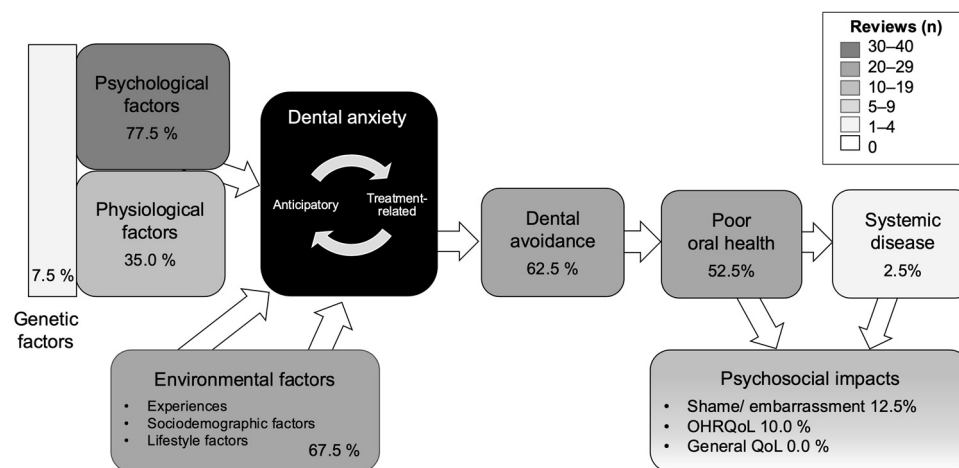 Reviews (n)
30–40
20–29
10–19
5–9
1–4
0
Psychological
factors
77.5 %
Physiological
factors
35.0 %
7.5 %
Genetic
factors
Dental anxiety
Anticipatory
Treatment-
related
Dental
avoidance
62.5 %
Poor
oral health
52.5%
Systemic
disease
2.5%
Environmental factors
• Experiences
• Sociodemographic factors
• Lifestyle factors
67.5 %
Psychosocial impacts
• Shame/ embarrassment 12.5%
• OHRQoL 10.0 %
• General QoL 0.0 %